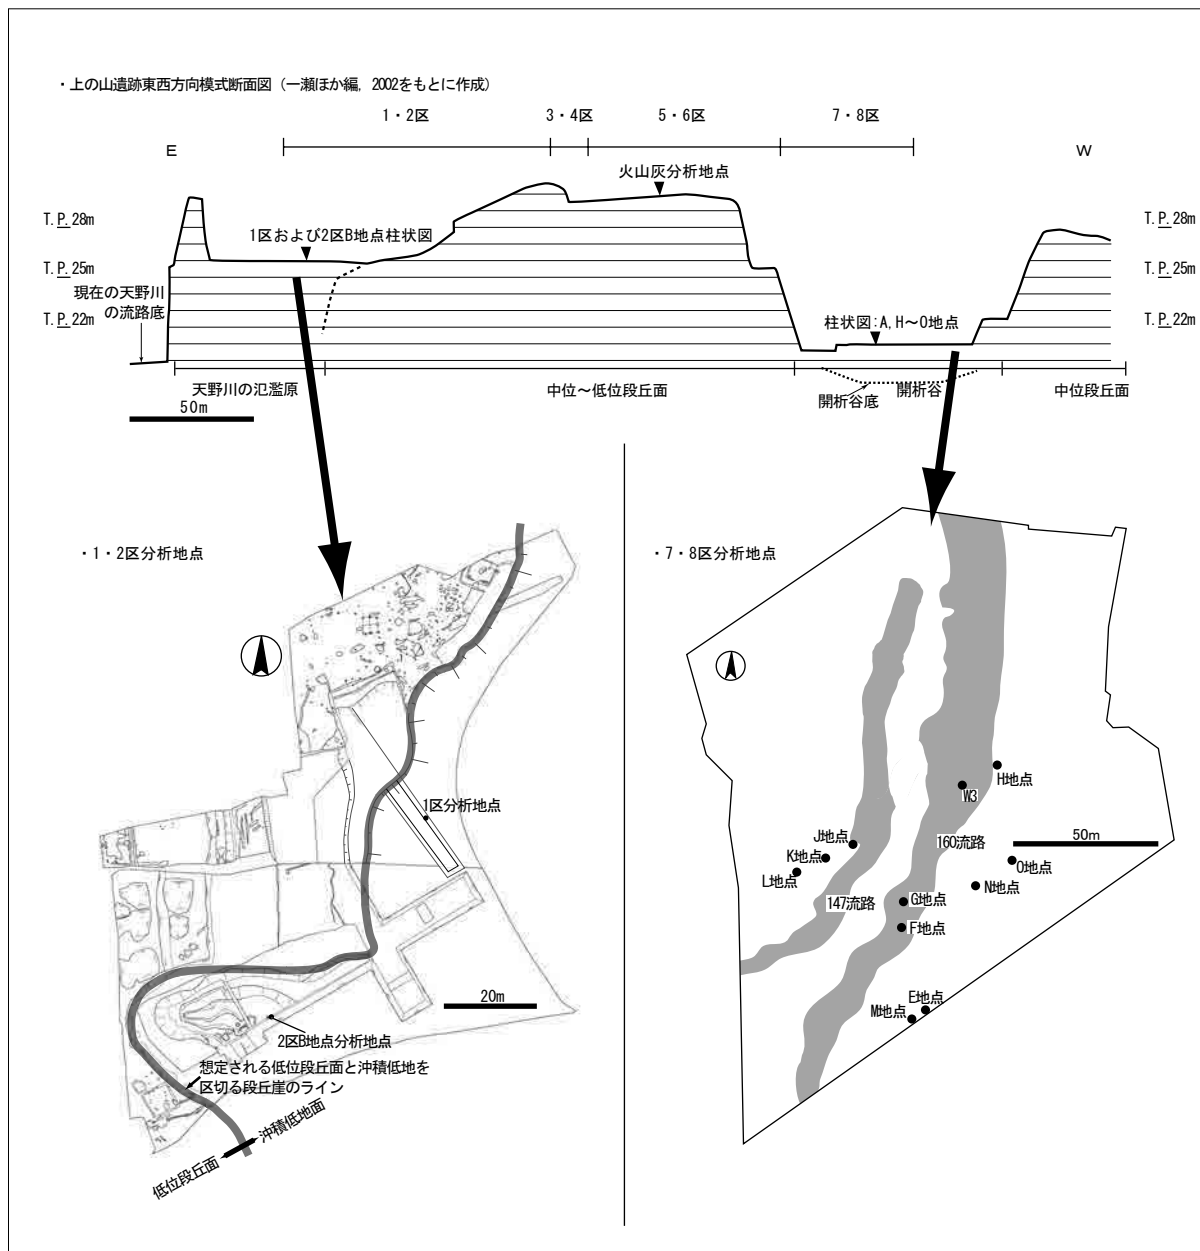 ・上の山遺跡東西方向模式断面図（一瀬ほか編，2002をもとに作成）
1・2区
3・4区
5・6区
7・8区
E
W
火山灰分析地点
T.P.28m
T.P.28m
1区および2区B地点柱状図
T.P.25m
T.P.25m
現在の天野川
の流路底
T.P.22m
T.P.22m
柱状図:A,H～O地点
天野川の氾濫原
中位～低位段丘面
開析谷底
開析谷
中位段丘面
50m
・1・2区分析地点
1区分析地点
20m
2区B地点分析地点
想定される低位段丘面と沖積低地を
区切る段丘崖のライン
沖積低地面
低位段丘面
・7・8区分析地点
H地点
W3
50m
160流路
J地点
K地点
L地点
O地点
N地点
147流路
G地点
F地点
E地点
M地点